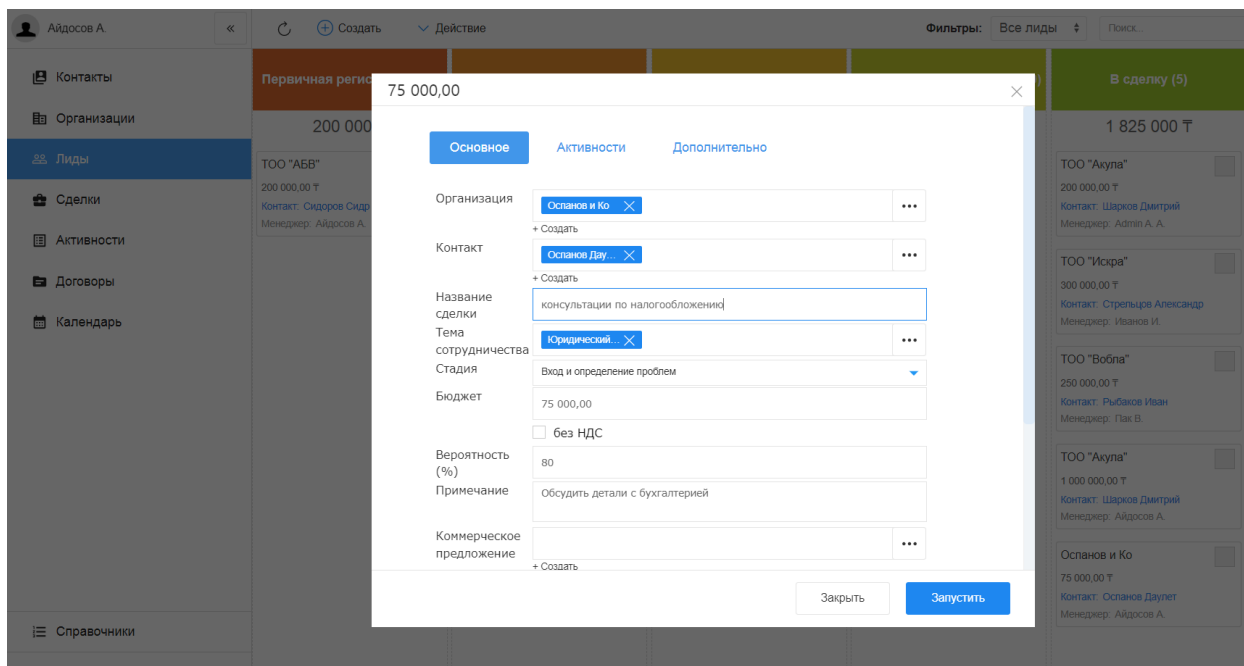 Айдосов А.
«
Создать
Действие
Фильтры: Все лиды
Поиск...
Контакты
Организации
Лиды
Сделки
Активности
Договоры
Календарь
Справочники
Первичная регис
200 000
ТОО "АБВ"
200 000,00 ₸
Контакт: Сидоров Сидр
Менеджер: Айдосов А.
75 000,00
Основное
Активности
Дополнительно
Организация
Оспанов и Ко
+ Создать
Контакт
Оспанов Дау...
+ Создать
Название
сделки
консультации по налогообложению
Тема
сотрудничества
Юридический...
Стадия
Вход и определение проблем
Бюджет
75 000,00
без НДС
Вероятность
(%)
80
Примечание
Обсудить детали с бухгалтерией
Коммерческое
предложение
+ Создать
Закрыть
Запустить
)
В сделку (5)
1 825 000 ₸
ТОО "Акула"
200 000,00 ₸
Контакт: Шарков Дмитрий
Менеджер: Admin A. A.
ТОО "Искра"
300 000,00 ₸
Контакт: Стрельцов Александр
Менеджер: Иванов И.
ТОО "Вобла"
250 000,00 ₸
Контакт: Рыбаков Иван
Менеджер: Пак В.
ТОО "Акула"
1 000 000,00 ₸
Контакт: Шарков Дмитрий
Менеджер: Айдосов А.
Оспанов и Ко
75 000,00 ₸
Контакт: Оспанов Даулет
Менеджер: Айдосов А.